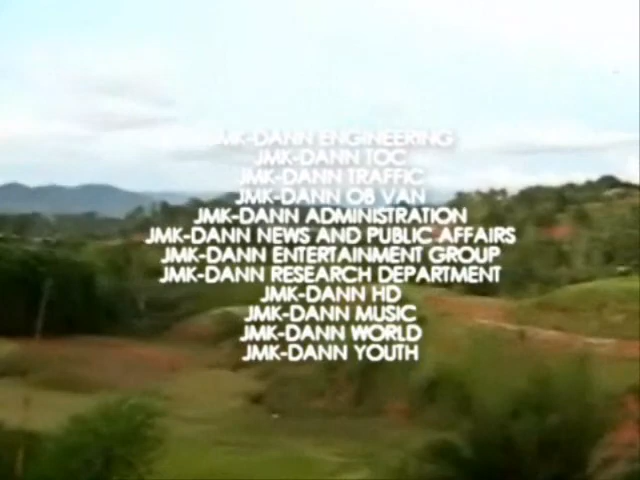 JMK-DANN ENGINEERING
JMK-DANN TOC
JMK-DANN TRAFFIC
JMK-DANN OB VAN
JMK-DANN ADMINISTRATION
JMK-DANN NEWS AND PUBLIC AFFAIRS
JMK-DANN ENTERTAINMENT GROUP
JMK-DANN RESEARCH DEPARTMENT
JMK-DANN HD
JMK-DANN MUSIC
JMK-DANN WORLD
JMK-DANN YOUTH